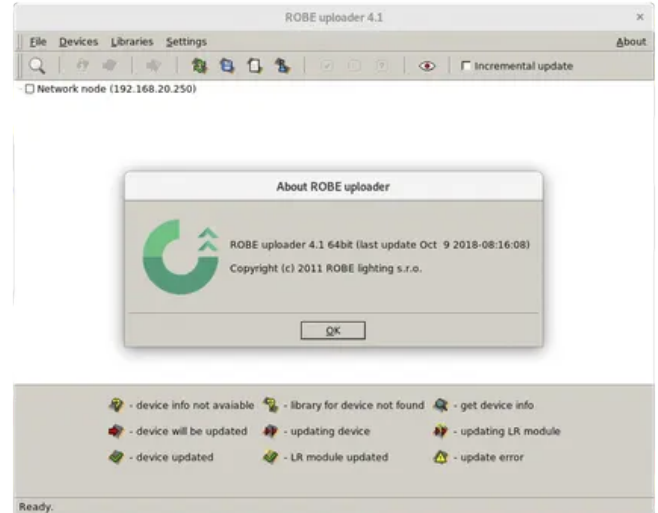 ROBE uploader 4.1
File Devices Libraries Settings About
Incremental update
Network node (192.168.20.250)
About ROBE uploader
ROBE uploader 4.1 64bit (last update Oct 9 2018-08:16:08)
Copyright (c) 2011 ROBE lighting s.r.o.
OK
- device info not avaiable - library for device not found - get device info
- device will be updated - updating device - updating LR module
- device updated - LR module updated - update error
Ready.